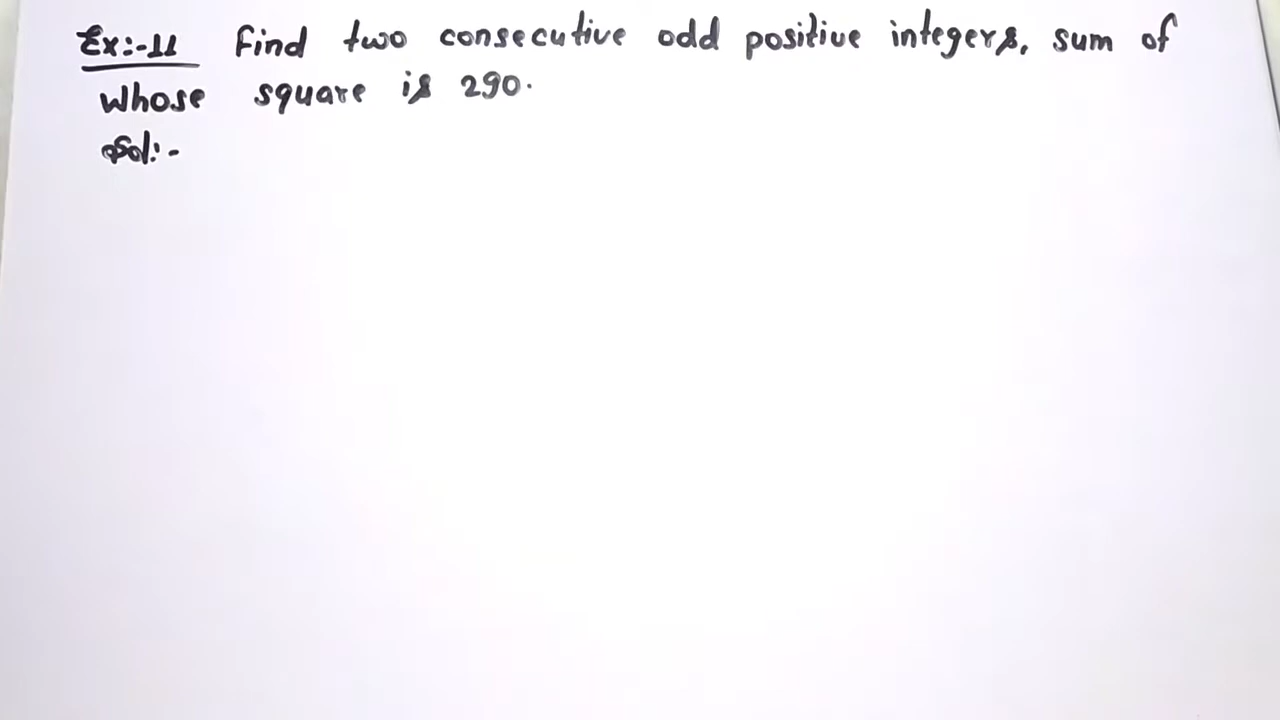 Ex:-11 Find two consecutive odd positive integers, sum of
whose square is 290.
Sol:-